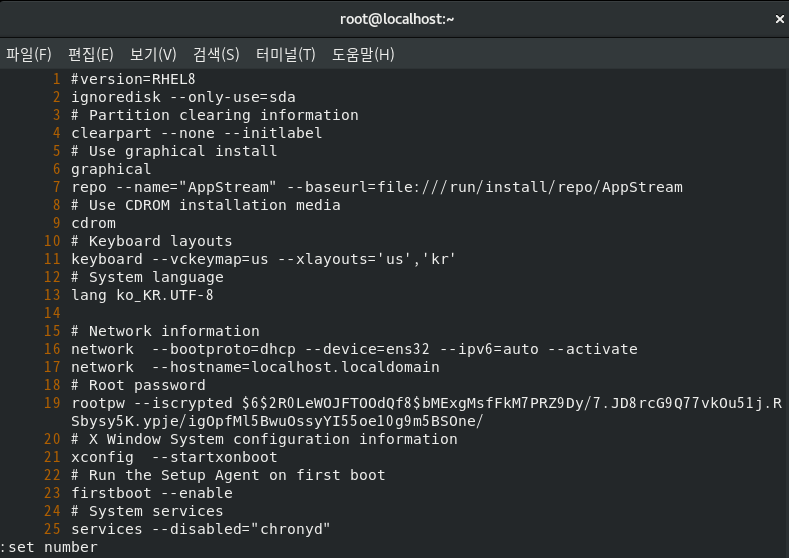 root@localhost:~ ×
파일(F) 편집(E) 보기(V) 검색(S) 터미널(T) 도움말(H)
1 #version=RHEL8
2 ignoredisk --only-use=sda
3 # Partition clearing information
4 clearpart --none --initlabel
5 # Use graphical install
6 graphical
7 repo --name="AppStream" --baseurl=file:///run/install/repo/AppStream
8 # Use CDROM installation media
9 cdrom
10 # Keyboard layouts
11 keyboard --vckeymap=us --xlayouts='us','kr'
12 # System language
13 lang ko_KR.UTF-8
14
15 # Network information
16 network  --bootproto=dhcp --device=ens32 --ipv6=auto --activate
17 network  --hostname=localhost.localdomain
18 # Root password
19 rootpw --iscrypted $6$2R0LeWOJFTOOdQf8$bMExgMsfFkM7PRZ9Dy/7.JD8rcG9Q77vkOu51j.R
Sbysy5K.ypje/igOpfMl5BwuOssyYI55oe10g9m5BSOne/
20 # X Window System configuration information
21 xconfig  --startxonboot
22 # Run the Setup Agent on first boot
23 firstboot --enable
24 # System services
25 services --disabled="chronyd"
:set number